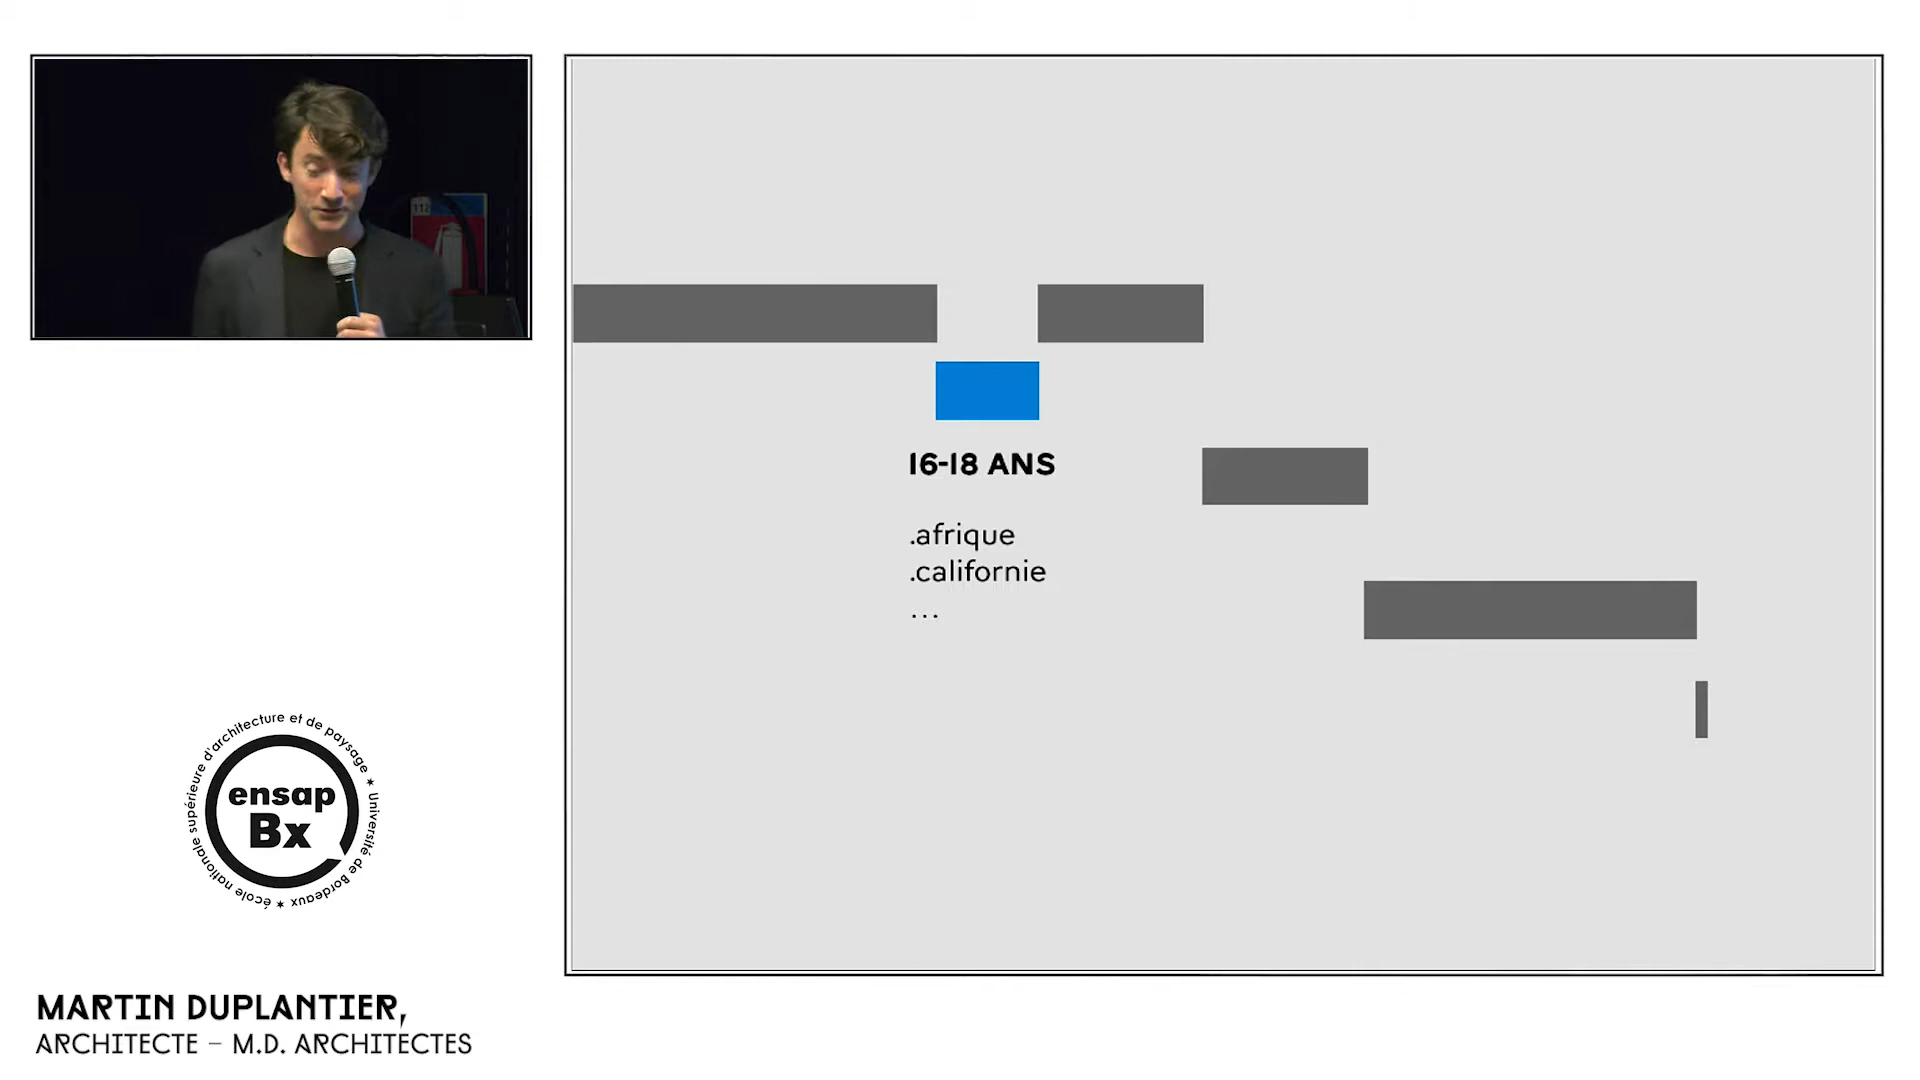 112
16-18 ANS
.afrique
.californie
...
école nationale supérieure d'architecture et de paysage * Université de Bordeaux *
ensap
Bx
MARTIN DUPLANTIER,
ARCHITECTE – M.D. ARCHITECTES